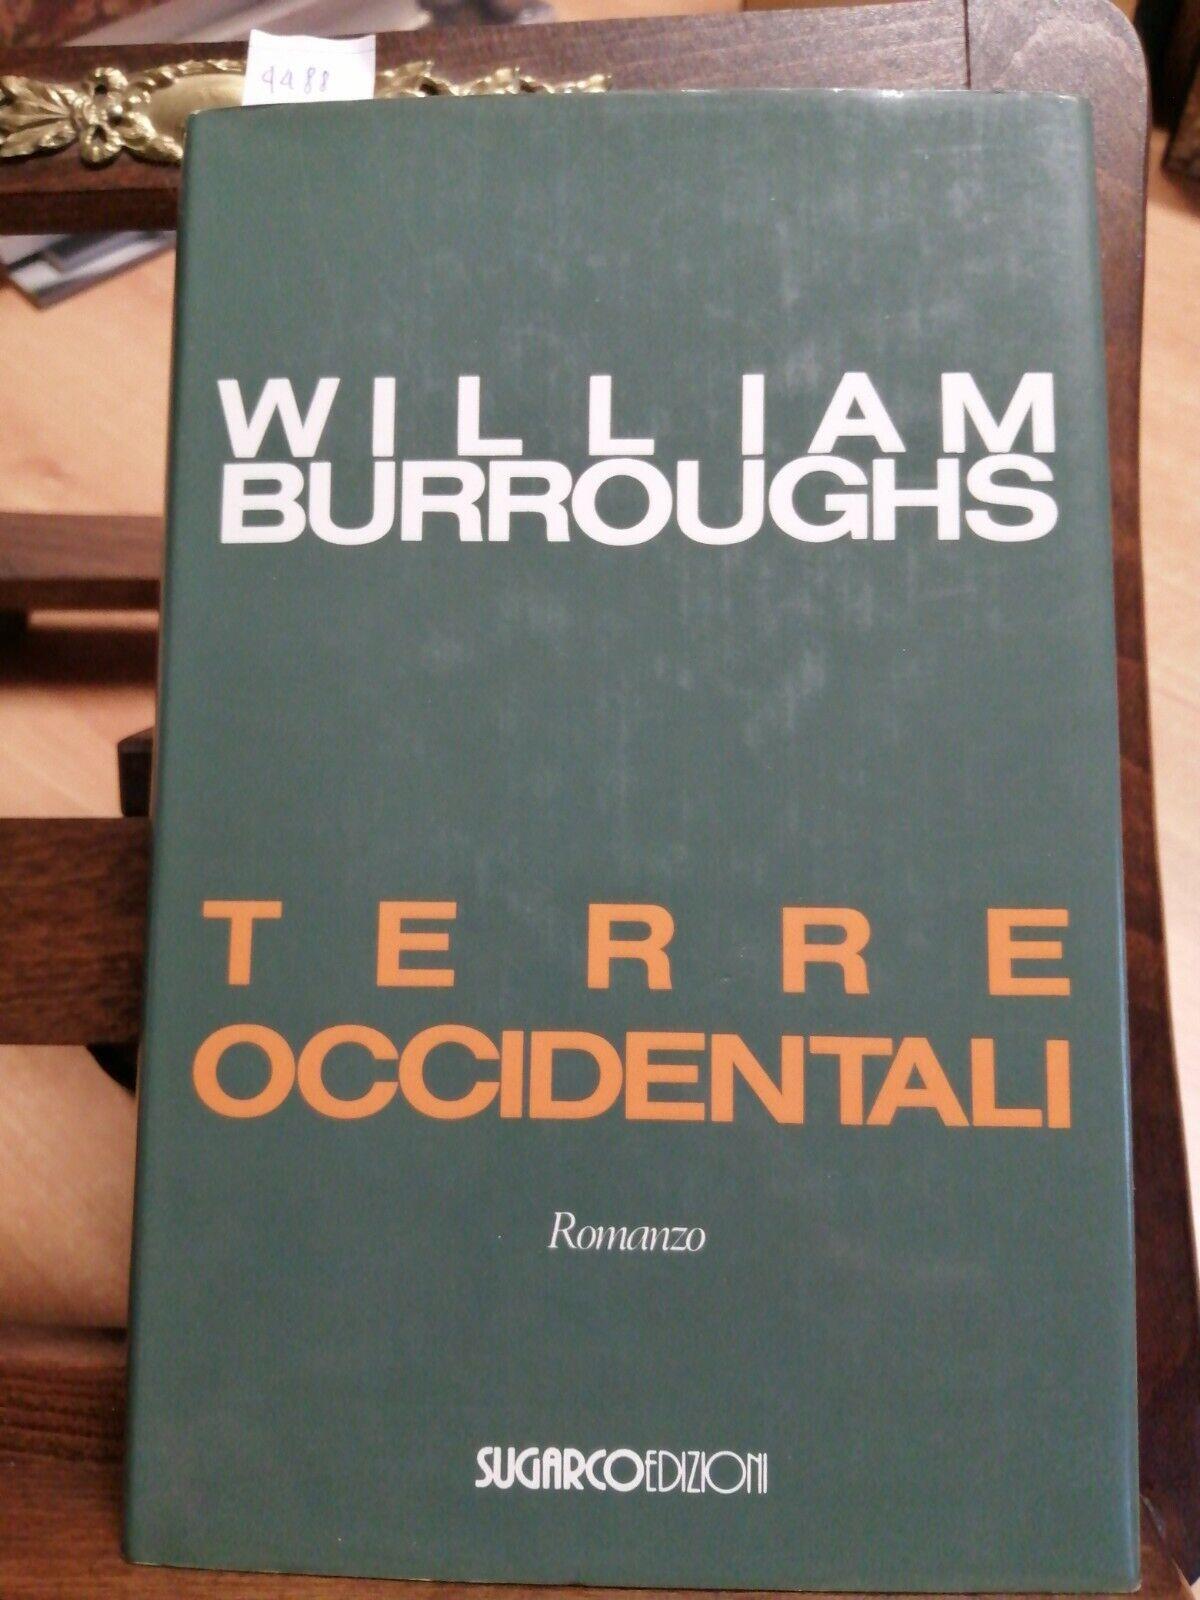 4488
WILLIAM
BURROUGHS
TERRE
OCCIDENTALI
Romanzo
SUGARCOEDIZIONI